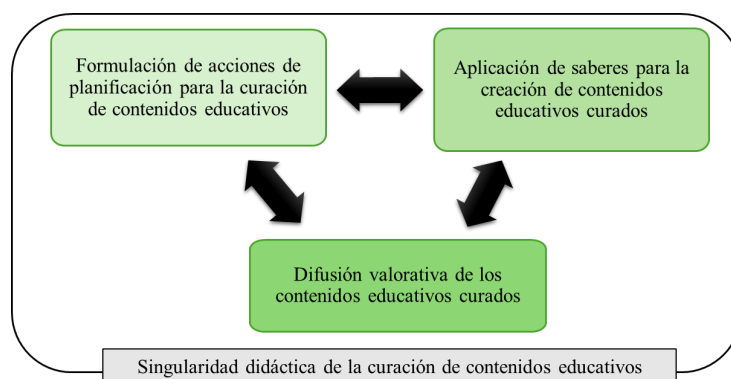 Formulación de acciones de
planificación para la curación
de contenidos educativos
Aplicación de saberes para la
creación de contenidos
educativos curados
Difusión valorativa de los
contenidos educativos curados
Singularidad didáctica de la curación de contenidos educativos